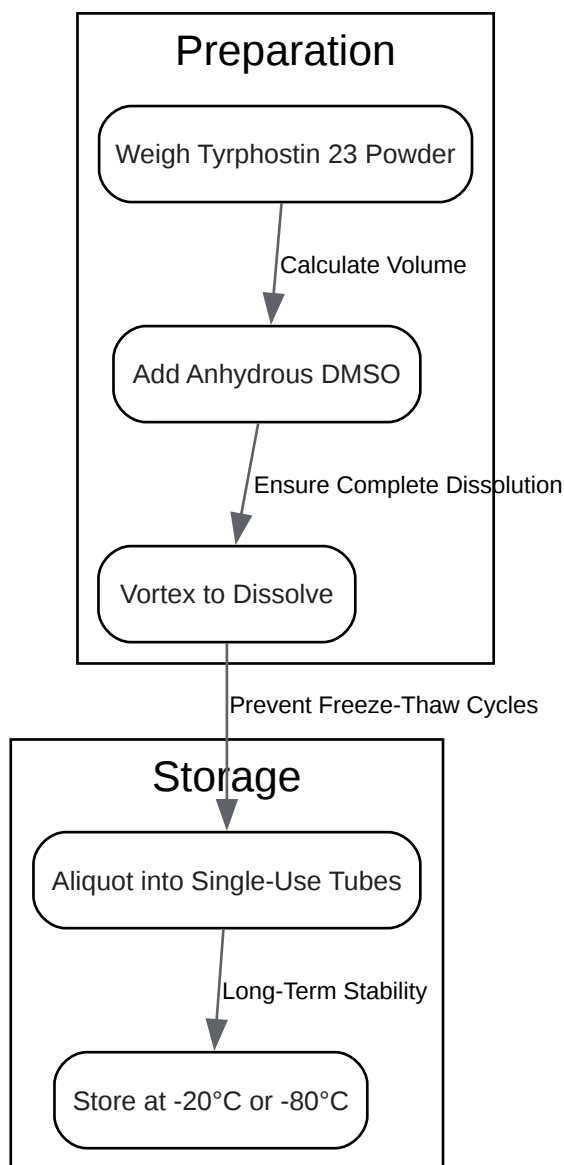 Preparation
Weigh Tyrphostin 23 Powder
Calculate Volume
Add Anhydrous DMSO
Ensure Complete Dissolution
Vortex to Dissolve
Prevent Freeze-Thaw Cycles
Storage
Aliquot into Single-Use Tubes
Long-Term Stability
Store at -20°C or -80°C